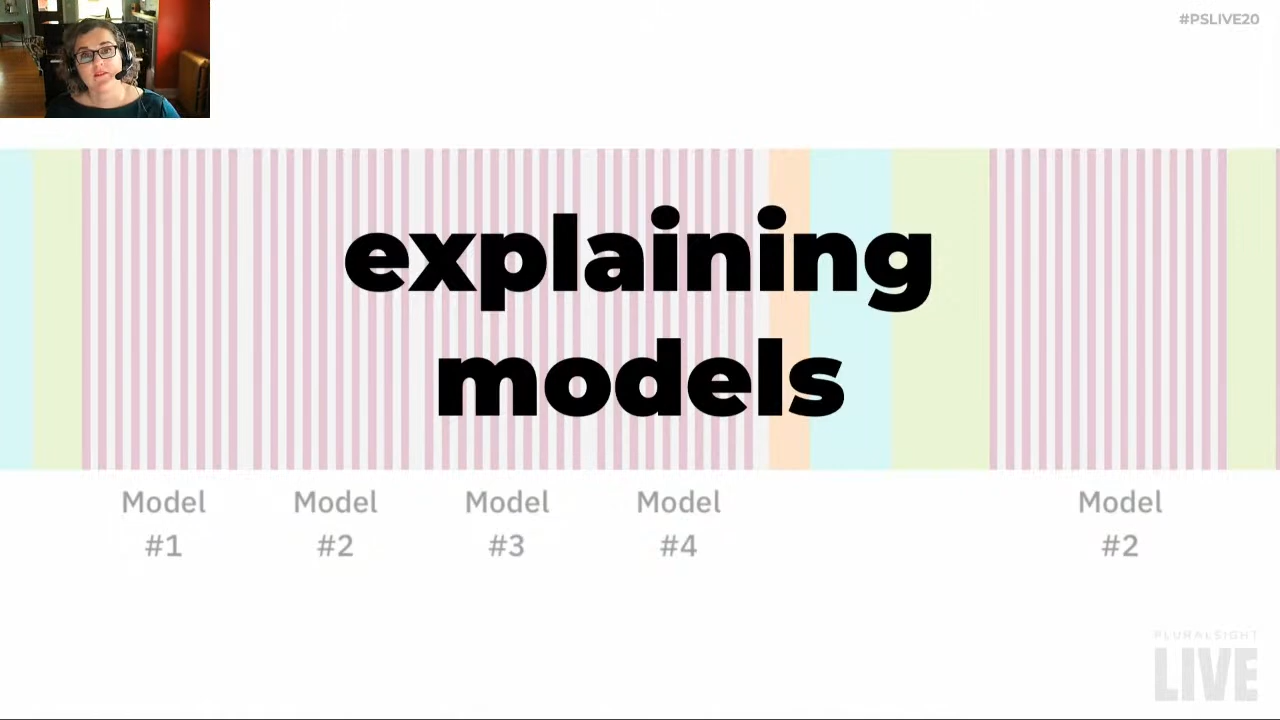 #PSLIVE20
explaining
models
Model
#1
Model
#2
Model
#3
Model
#4
Model
#2
PLURALSIGHT
LIVE